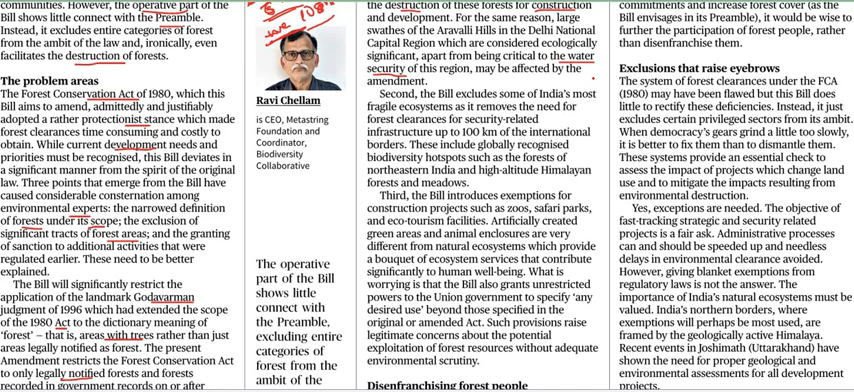 communities. However, the operative part of the
Bill shows little connect with the Preamble.
Instead, it excludes entire categories of forest
from the ambit of the law and, ironically, even
facilitates the destruction of forests.
The problem areas
The Forest Conservation Act of 1980, which this
Bill aims to amend, admittedly and justifiably
adopted a rather protectionist stance which made
forest clearances time consuming and costly to
obtain. While current development needs and
priorities must be recognised, this Bill deviates in
a significant manner from the spirit of the original
law. Three points that emerge from the Bill have
caused considerable consternation among
environmental experts: the narrowed definition
of forests under its scope; the exclusion of
significant tracts of forest areas; and the granting
of sanction to additional activities that were
regulated earlier. These need to be better
explained.
The Bill will significantly restrict the
application of the landmark Godavarman
judgment of 1996 which had extended the scope
of the 1980 Act to the dictionary meaning of
‘forest’ – that is, areas with trees rather than just
areas legally notified as forest. The present
Amendment restricts the Forest Conservation Act
to only legally notified forests and forests
recorded in government records on or after
Ravi Chellam
is CEO, Metastring
Foundation and
Coordinator,
Biodiversity
Collaborative
The operative
part of the Bill
shows little
connect with
the Preamble,
excluding entire
categories of
forest from the
ambit of the
the destruction of these forests for construction
and development. For the same reason, large
swathes of the Aravalli Hills in the Delhi National
Capital Region which are considered ecologically
significant, apart from being critical to the water
security of this region, may be affected by the
amendment.
Second, the Bill excludes some of India’s most
fragile ecosystems as it removes the need for
forest clearances for security-related
infrastructure up to 100 km of the international
borders. These include globally recognised
biodiversity hotspots such as the forests of
northeastern India and high-altitude Himalayan
forests and meadows.
Third, the Bill introduces exemptions for
construction projects such as zoos, safari parks,
and eco-tourism facilities. Artificially created
green areas and animal enclosures are very
different from natural ecosystems which provide
a bouquet of ecosystem services that contribute
significantly to human well-being. What is
worrying is that the Bill also grants unrestricted
powers to the Union government to specify ‘any
desired use’ beyond those specified in the
original or amended Act. Such provisions raise
legitimate concerns about the potential
exploitation of forest resources without adequate
environmental scrutiny.
Disenfranchising forest people
commitments and increase forest cover (as the
Bill envisages in its Preamble), it would be wise to
further the participation of forest people, rather
than disenfranchise them.
Exclusions that raise eyebrows
The system of forest clearances under the FCA
(1980) may have been flawed but this Bill does
little to rectify these deficiencies. Instead, it just
excludes certain privileged sectors from its ambit.
When democracy’s gears grind a little too slowly,
it is better to fix them than to dismantle them.
These systems provide an essential check to
assess the impact of projects which change land
use and to mitigate the impacts resulting from
environmental destruction.
Yes, exceptions are needed. The objective of
fast-tracking strategic and security related
projects is a fair ask. Administrative processes
can and should be speeded up and needless
delays in environmental clearance avoided.
However, giving blanket exemptions from
regulatory laws is not the answer. The
importance of India’s natural ecosystems must be
valued. India’s northern borders, where
exemptions will perhaps be most used, are
framed by the geologically active Himalaya.
Recent events in Joshimath (Uttarakhand) have
shown the need for proper geological and
environmental assessments for all development
projects.